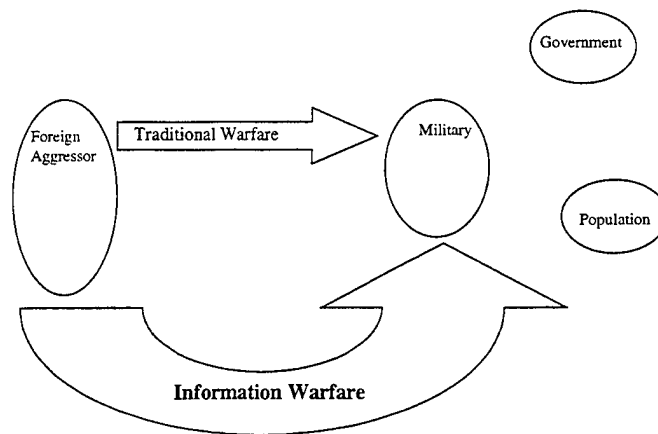 Government
Foreign
Aggressor
Traditional Warfare
Military
Population
Information Warfare